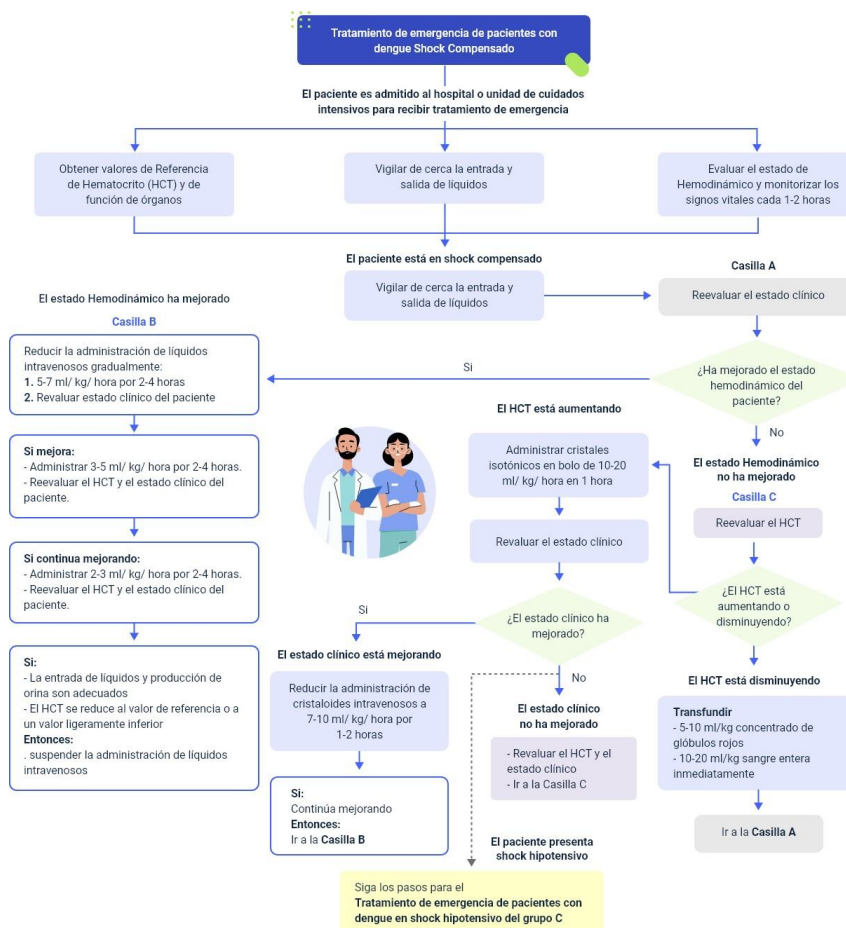 Tratamiento de emergencia de pacientes con
dengue Shock Compensado
El paciente es admitido al hospital o unidad de cuidados
intensivos para recibir tratamiento de emergencia
Obtener valores de Referencia
de Hematocrito (HCT) y de
función de órganos
Vigilar de cerca la entrada y
salida de líquidos
Evaluar el estado de
Hemodinámico y monitorizar los
signos vitales cada 1-2 horas
El paciente está en shock compensado
Vigilar de cerca la entrada y
salida de líquidos
Casilla A
Reevaluar el estado clínico
¿Ha mejorado el estado
hemodinámico del
paciente?
Si
No
El estado Hemodinámico ha mejorado
Casilla B
Reducir la administración de líquidos
intravenosos gradualmente:
1. 5-7 ml/ kg/ hora por 2-4 horas
2. Revaluar estado clínico del paciente
Si mejora:
- Administrar 3-5 ml/ kg/ hora por 2-4 horas.
- Reevaluar el HCT y el estado clínico del
paciente.
Si continua mejorando:
- Administrar 2-3 ml/ kg/ hora por 2-4 horas.
- Reevaluar el HCT y el estado clínico del
paciente.
Si:
- La entrada de líquidos y producción de
orina son adecuados
- El HCT se reduce al valor de referencia o a
un valor ligeramente inferior
Entonces:
. suspender la administración de líquidos
intravenosos
El estado Hemodinámico
no ha mejorado
Casilla C
Reevaluar el HCT
¿El HCT está
aumentando o
disminuyendo?
El HCT está aumentando
Administrar cristales
isotónicos en bolo de 10-20
ml/ kg/ hora en 1 hora
Revaluar el estado clínico
¿El estado clínico ha
mejorado?
Si
No
El estado clínico está mejorando
Reducir la administración de
cristaloides intravenosos a
7-10 ml/ kg/ hora por
1-2 horas
Si:
Continúa mejorando
Entonces:
Ir a la Casilla B
El estado clínico
no ha mejorado
- Revaluar el HCT y el
estado clínico
- Ir a la Casilla C
El HCT está disminuyendo
Transfundir
- 5-10 ml/kg concentrado de
glóbulos rojos
- 10-20 ml/kg sangre entera
inmediatamente
Ir a la Casilla A
El paciente presenta
shock hipotensivo
Siga los pasos para el
Tratamiento de emergencia de pacientes con
dengue en shock hipotensivo del grupo C